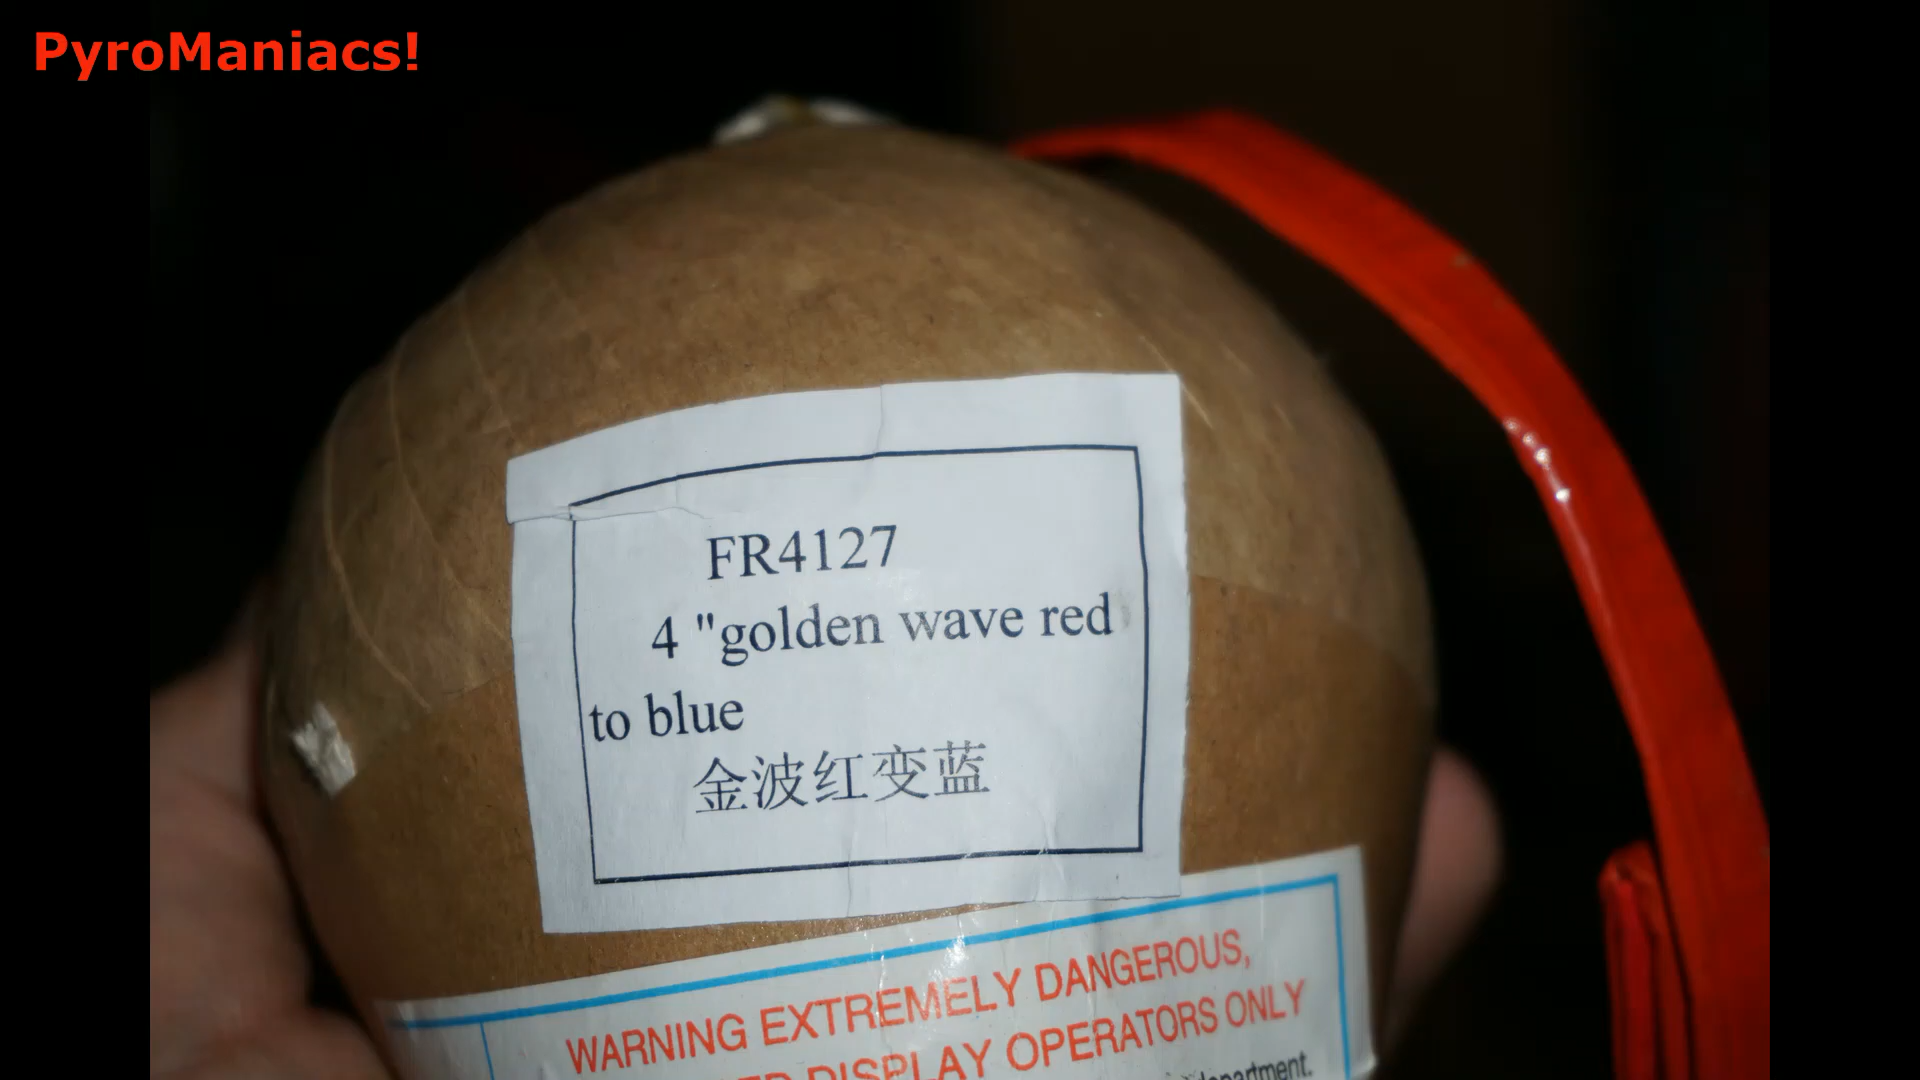 PyroManiacs!
FR4127
4 "golden wave red
to blue
金波红变蓝
WARNING EXTREMELY DANGEROUS,
DISPLAY OPERATORS ONLY